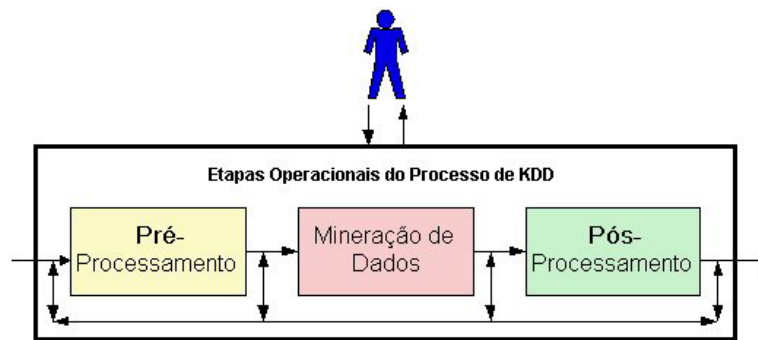 Etapas Operacionais do Processo de KDD
Pré-
Processamento
Mineração de
Dados
Pós-
Processamento